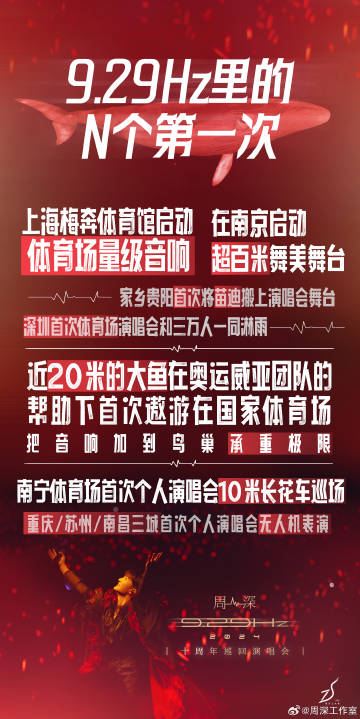 9.29Hz里的
N个第一次
上海梅奔体育馆启动
体育场量级音响
在南京启动
超百米舞美舞台
家乡贵阳首次将苗迪搬上演唱会舞台
深圳首次体育场演唱会和三万人一同淋雨
近20米的大鱼在奥运威亚团队的
帮助下首次遨游在国家体育场
把音响加到鸟巢承重极限
南宁体育场首次个人演唱会10米长花车巡场
重庆/苏州/南昌三城首次个人演唱会无人机表演
周深
9.29Hz
2024
十周年巡回演唱会
@周深工作室